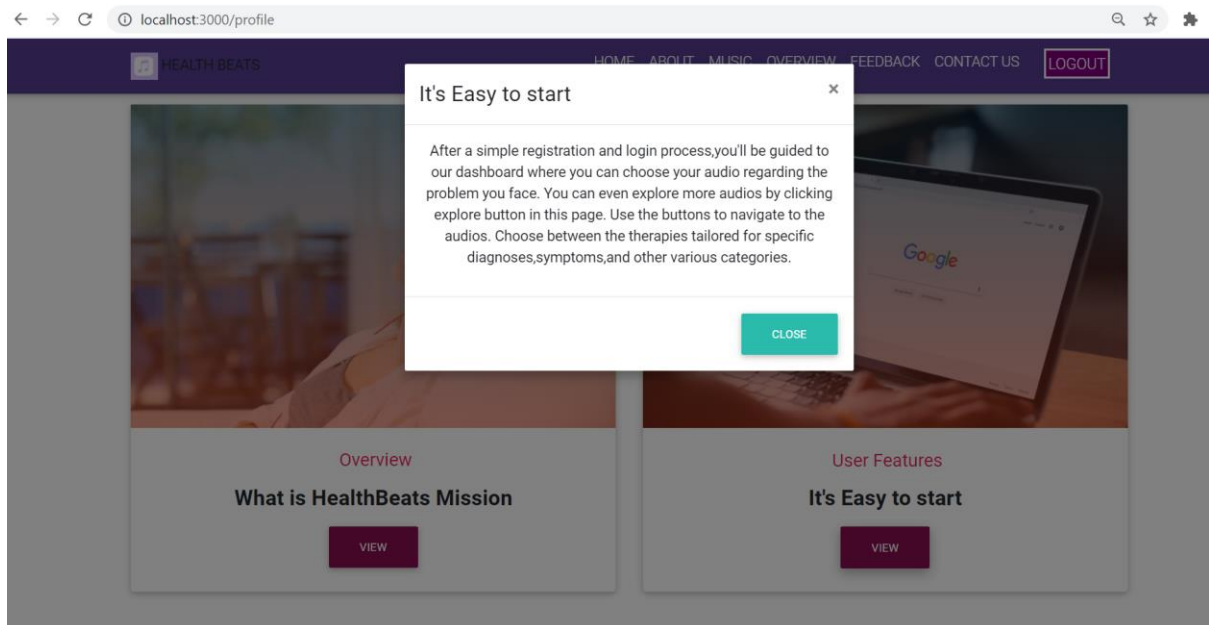 localhost:3000/profile
HEALTH BEATS
HOME ABOUT MUSIC OVERVIEW FEEDBACK CONTACT US LOGOUT
It's Easy to start ×
After a simple registration and login process,you'll be guided to
our dashboard where you can choose your audio regarding the
problem you face. You can even explore more audios by clicking
explore button in this page. Use the buttons to navigate to the
audios. Choose between the therapies tailored for specific
diagnoses,symptoms,and other various categories.
CLOSE
Google
Overview
What is HealthBeats Mission
VIEW
User Features
It's Easy to start
VIEW